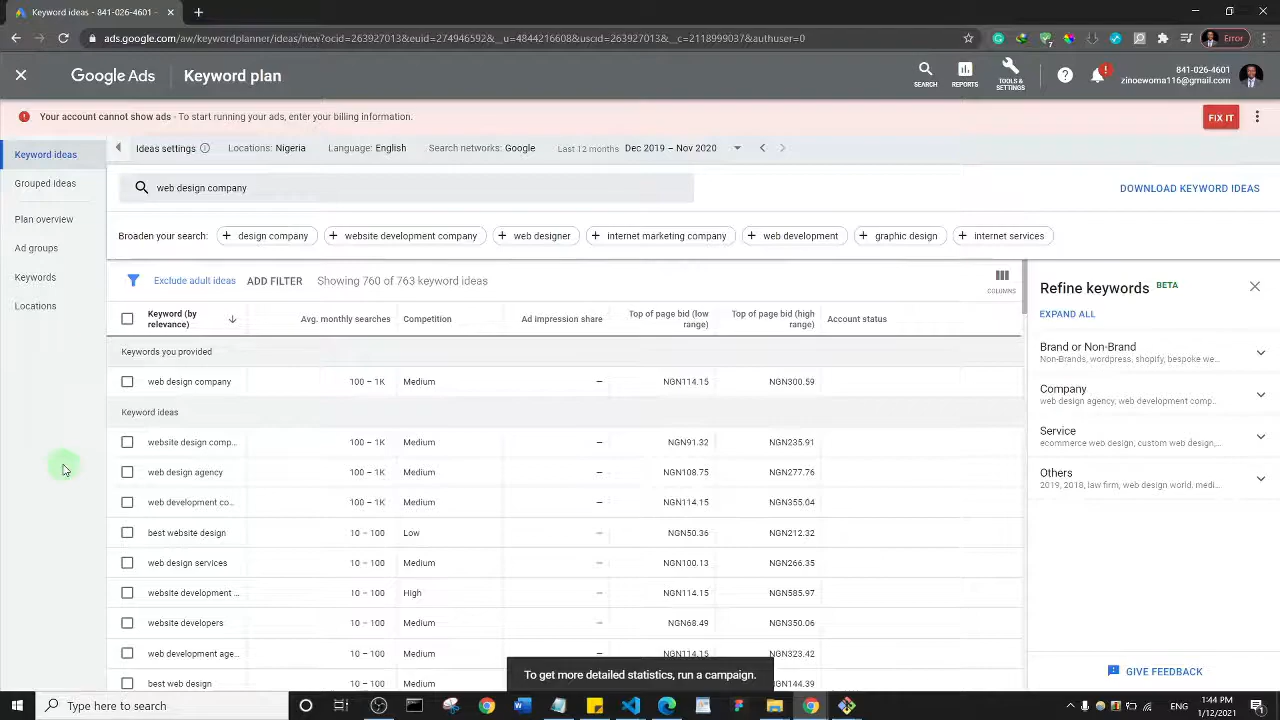 Keyword ideas - 841-026-4601 -
ads.google.com/aw/keywordplanner/ideas/new?ocid=263927013&euid=274946592&__u=4844216608&uscid=263927013&__c=2118999037&authuser=0
Error
Google Ads
Keyword plan
SEARCH
REPORTS
TOOLS &
SETTINGS
841-026-4601
zinoewoma116@gmail.com
Your account cannot show ads - To start running your ads, enter your billing information.
FIX IT
Keyword ideas
Grouped ideas
Plan overview
Ad groups
Keywords
Locations
Ideas settings
Locations: Nigeria
Language: English
Search networks: Google
Last 12 months
Dec 2019 – Nov 2020
web design company
DOWNLOAD KEYWORD IDEAS
Broaden your search:
+ design company
+ website development company
+ web designer
+ internet marketing company
+ web development
+ graphic design
+ internet services
Exclude adult ideas
ADD FILTER
Showing 760 of 763 keyword ideas
COLUMNS
Keyword (by
relevance)
Avg. monthly searches
Competition
Ad impression share
Top of page bid (low
range)
Top of page bid (high
range)
Account status
Keywords you provided
web design company 100 – 1K Medium – NGN114.15 NGN300.59
Keyword ideas
website design comp... 100 – 1K Medium – NGN91.32 NGN235.91
web design agency 100 – 1K Medium – NGN108.75 NGN277.76
web development co... 100 – 1K Medium – NGN114.15 NGN355.04
best website design 10 – 100 Low – NGN50.36 NGN212.32
web design services 10 – 100 Medium – NGN100.13 NGN266.35
website development ... 10 – 100 High – NGN114.15 NGN585.97
website developers 10 – 100 Medium – NGN68.49 NGN350.06
web development age... 10 – 100 Medium – NGN114.15 NGN323.42
best web design 10 – 100 Medium NGN144.39
To get more detailed statistics, run a campaign.
Refine keywords BETA
EXPAND ALL
Brand or Non-Brand
Non-Brands, wordpress, shopify, bespoke we...
Company
web design agency, web development comp...
Service
ecommerce web design, custom web design,...
Others
2019, 2018, law firm, web design world. medi...
GIVE FEEDBACK
Type here to search
ENG
1:44 PM
1/12/2021